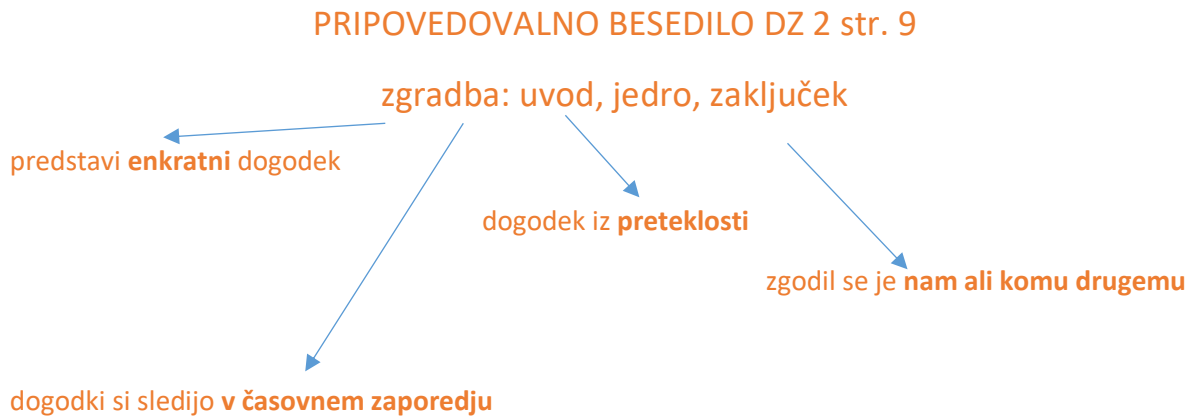 PRIPOVEDOVALNO BESEDILO DZ 2 str. 9
zgradba: uvod, jedro, zaključek
predstavi enkratni dogodek
dogodek iz preteklosti
zgodil se je nam ali komu drugemu
dogodki si sledijo v časovnem zaporedju